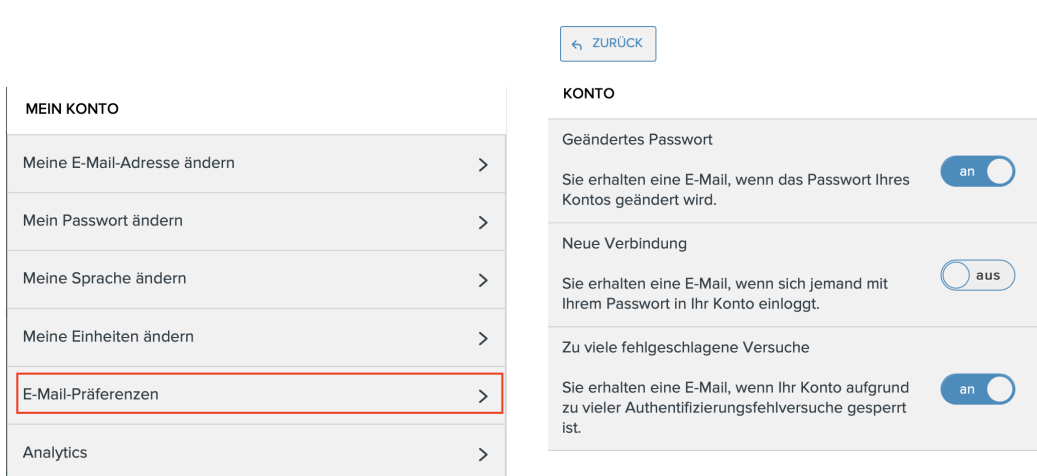 MEIN KONTO
Meine E-Mail-Adresse ändern
Mein Passwort ändern
Meine Sprache ändern
Meine Einheiten ändern
E-Mail-Präferenzen
Analytics
ZURÜCK
KONTO
Geändertes Passwort
Sie erhalten eine E-Mail, wenn das Passwort Ihres
Kontos geändert wird.
an
Neue Verbindung
Sie erhalten eine E-Mail, wenn sich jemand mit
Ihrem Passwort in Ihr Konto einloggt.
aus
Zu viele fehlgeschlagene Versuche
Sie erhalten eine E-Mail, wenn Ihr Konto aufgrund
zu vieler Authentifizierungsfehlversuche gesperrt
ist.
an